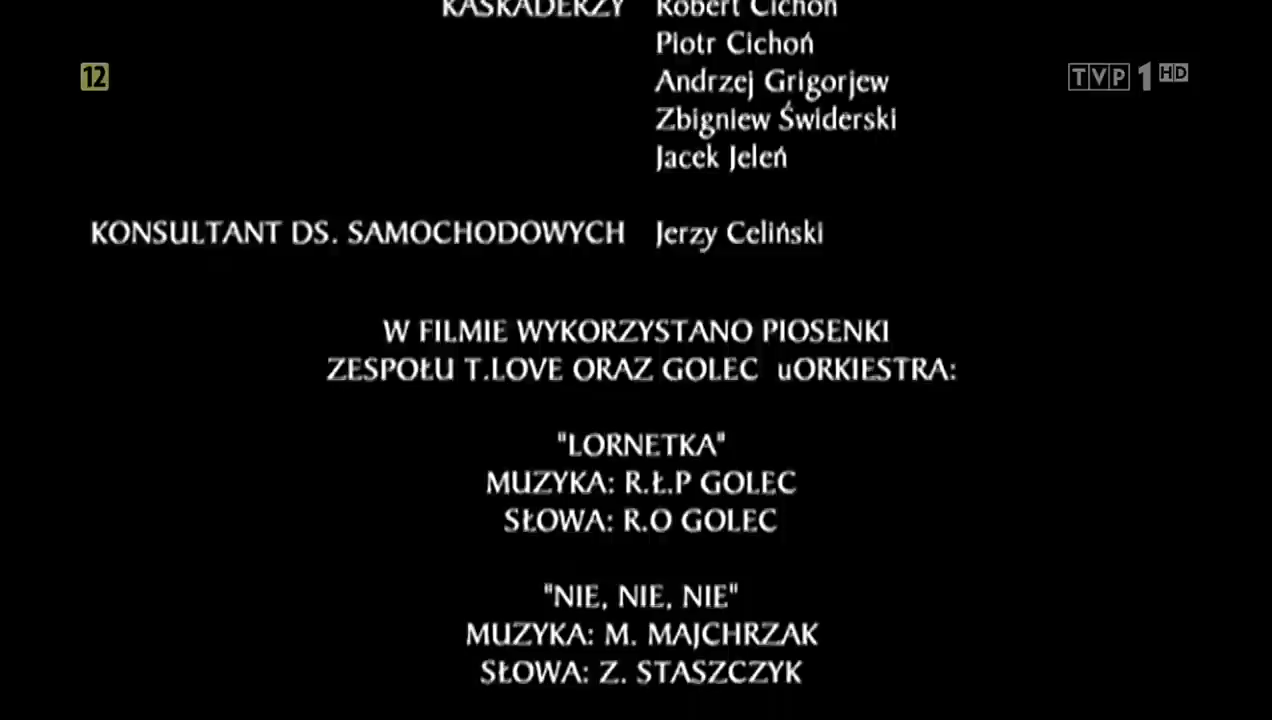 KASKADERZY Robert Cichoń
12
Piotr Cichoń
TVP 1 HD
Andrzej Grigorjew
Zbigniew Świderski
Jacek Jeleń
KONSULTANT DS. SAMOCHODOWYCH Jerzy Celiński
W FILMIE WYKORZYSTANO PIOSENKI
ZESPOŁU T.LOVE ORAZ GOLEC uORKIESTRA:
"LORNETKA"
MUZYKA: R.Ł.P GOLEC
SŁOWA: R.O GOLEC
"NIE, NIE, NIE"
MUZYKA: M. MAJCHRZAK
SŁOWA: Z. STASZCZYK